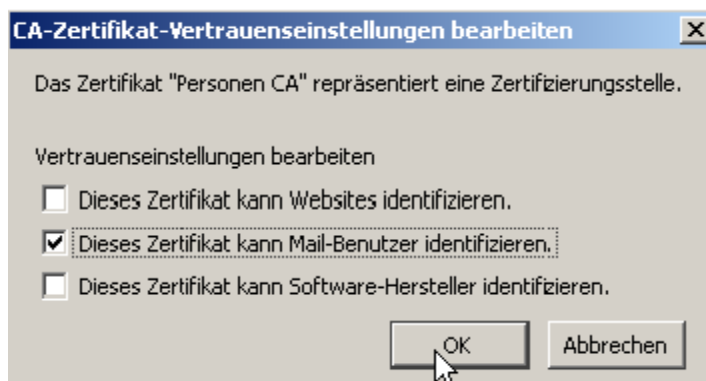 CA-Zertifikat-Vertrauenseinstellungen bearbeiten
Das Zertifikat "Personen CA" repräsentiert eine Zertifizierungsstelle.
Vertrauenseinstellungen bearbeiten
Dieses Zertifikat kann Websites identifizieren.
Dieses Zertifikat kann Mail-Benutzer identifizieren.
Dieses Zertifikat kann Software-Hersteller identifizieren.
OK Abbrechen